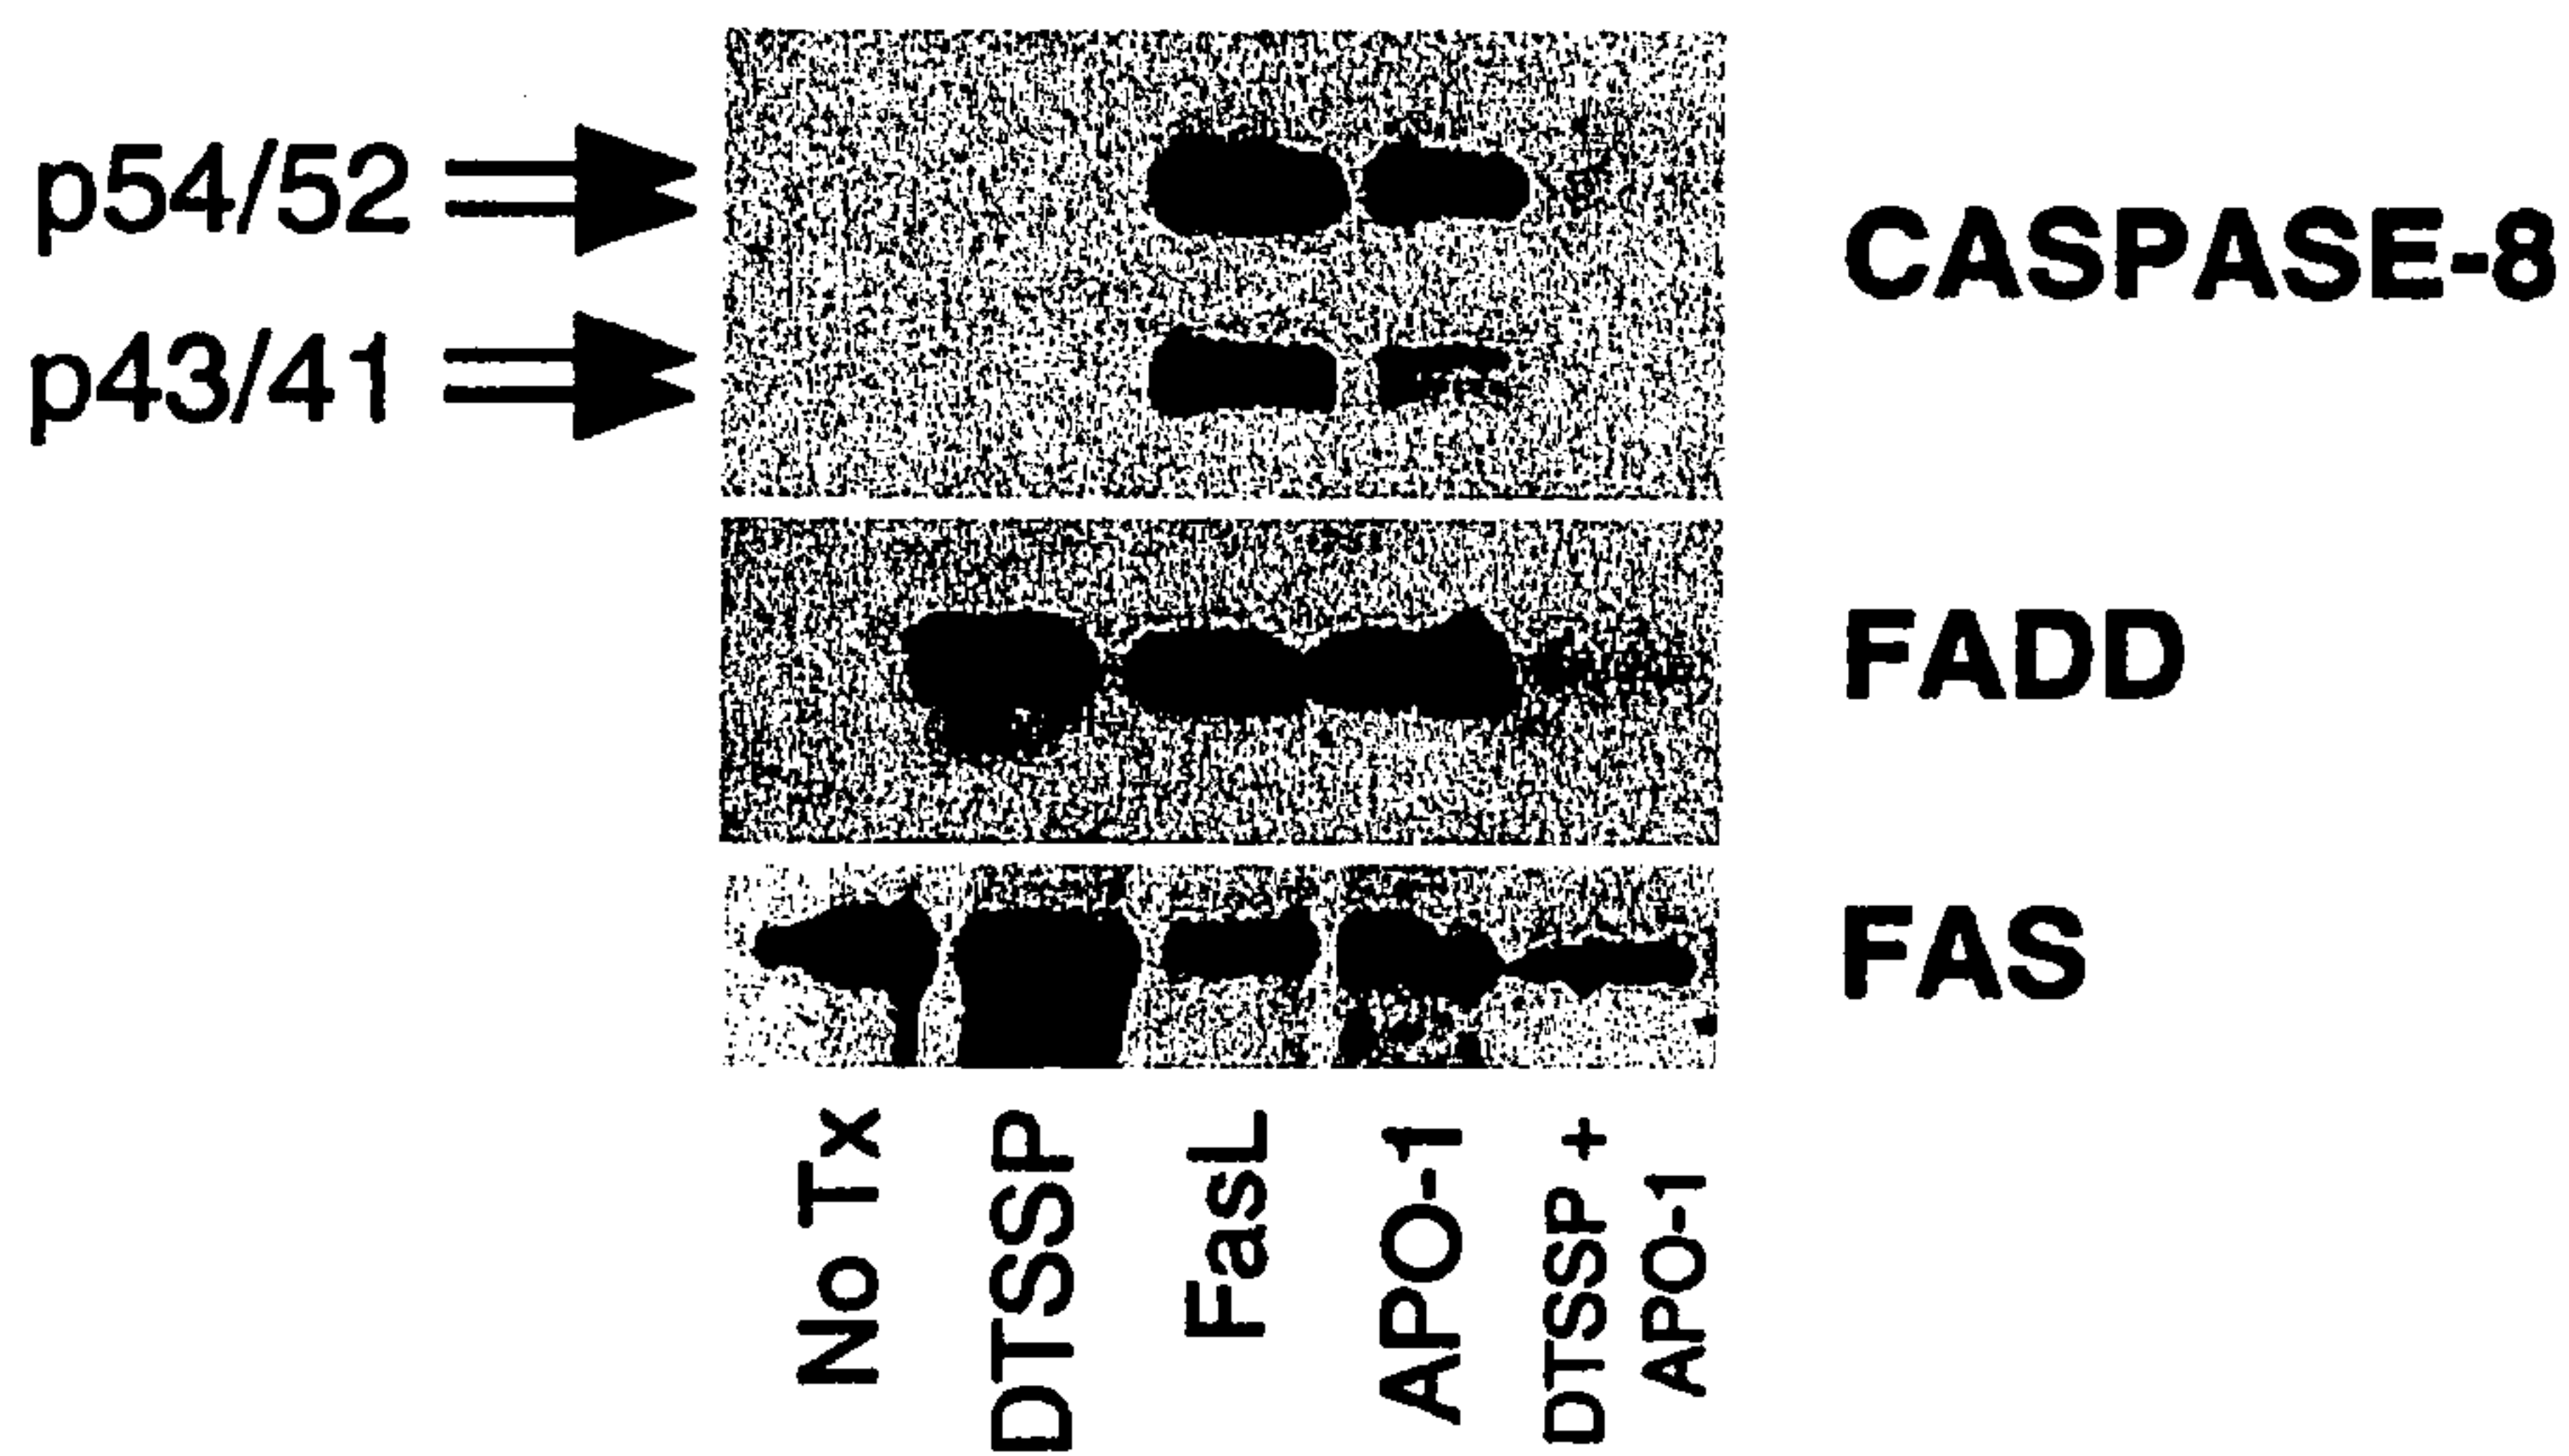 p54/52
CASPASE-8
p43/41
FADD
FAS
No Tx
DTSSP
FasL
APO-1
DTSSP +
APO-1